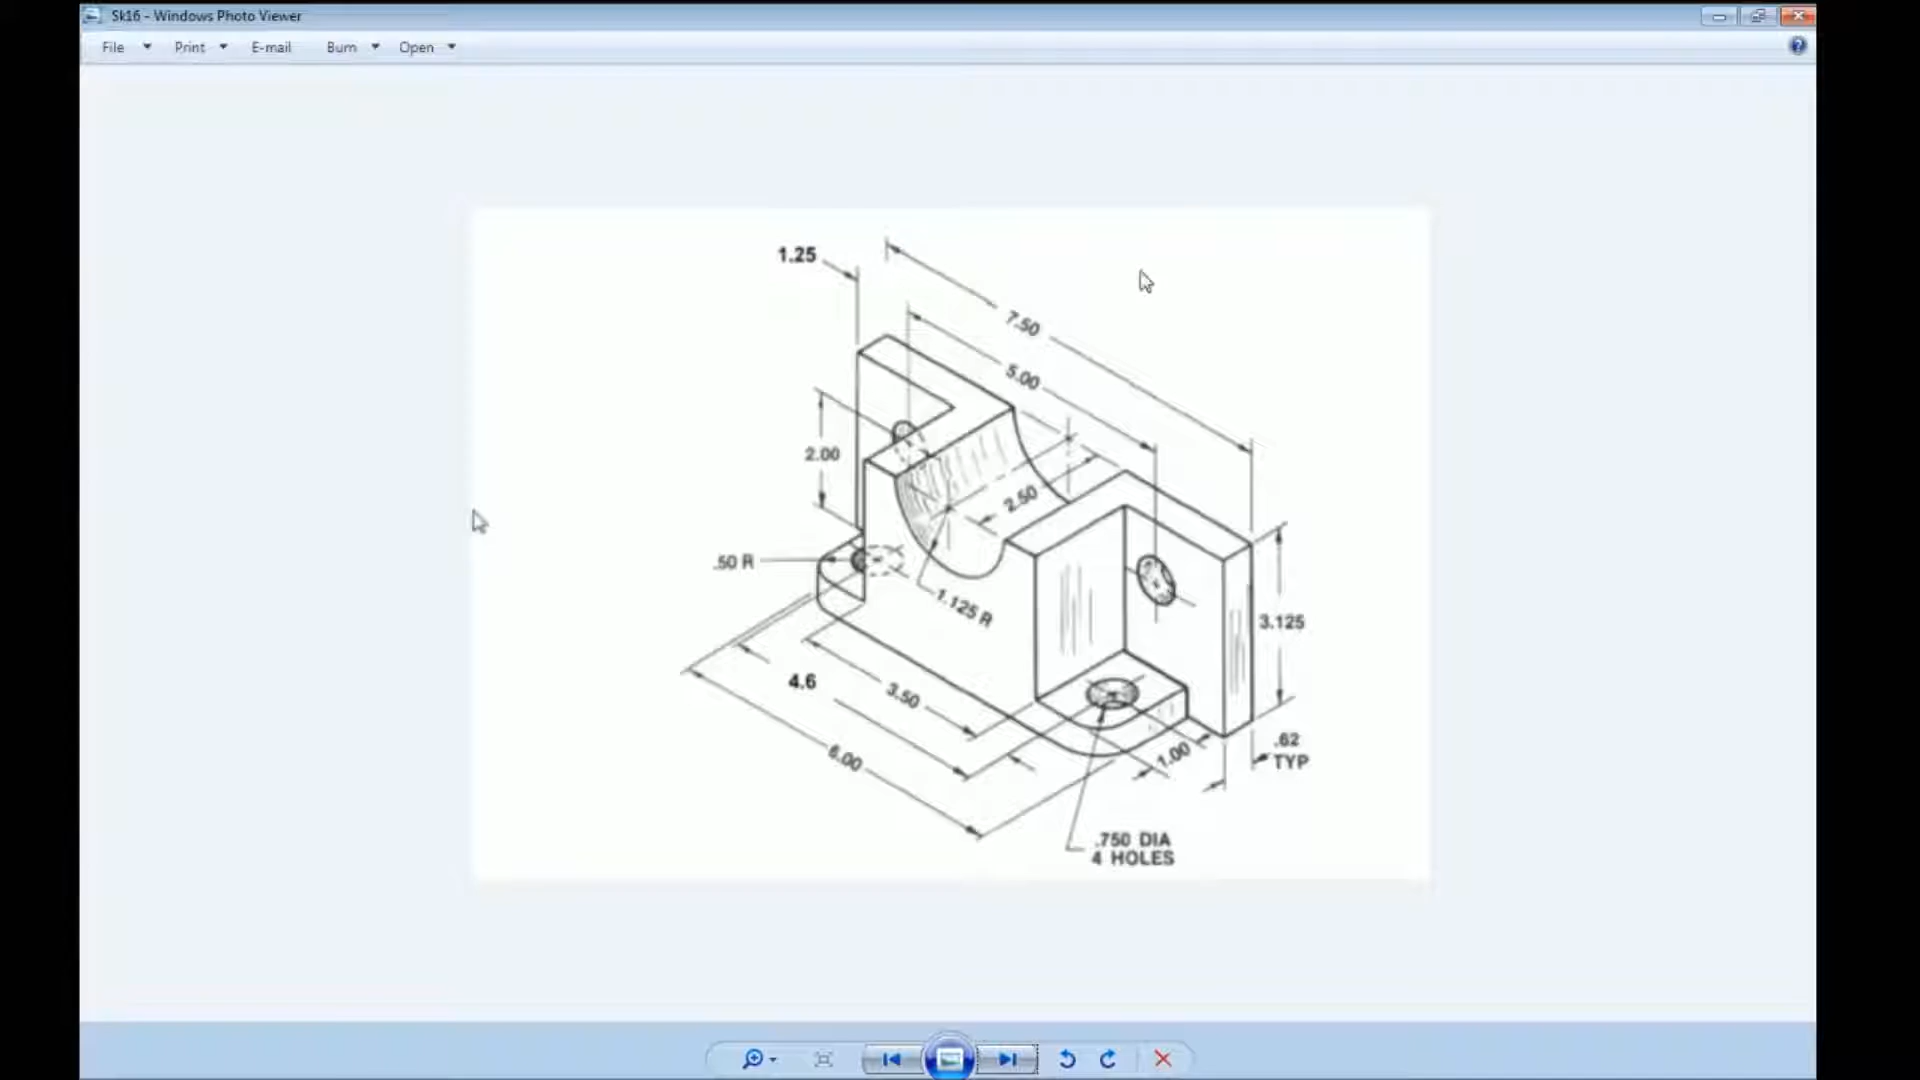 Sk16 - Windows Photo Viewer
File Print E-mail Burn Open
1.25
7.50
5.00
2.00
2.50
.50 R
1.125 R
3.125
4.6
3.50
6.00
1.00
.62
TYP
.750 DIA
4 HOLES